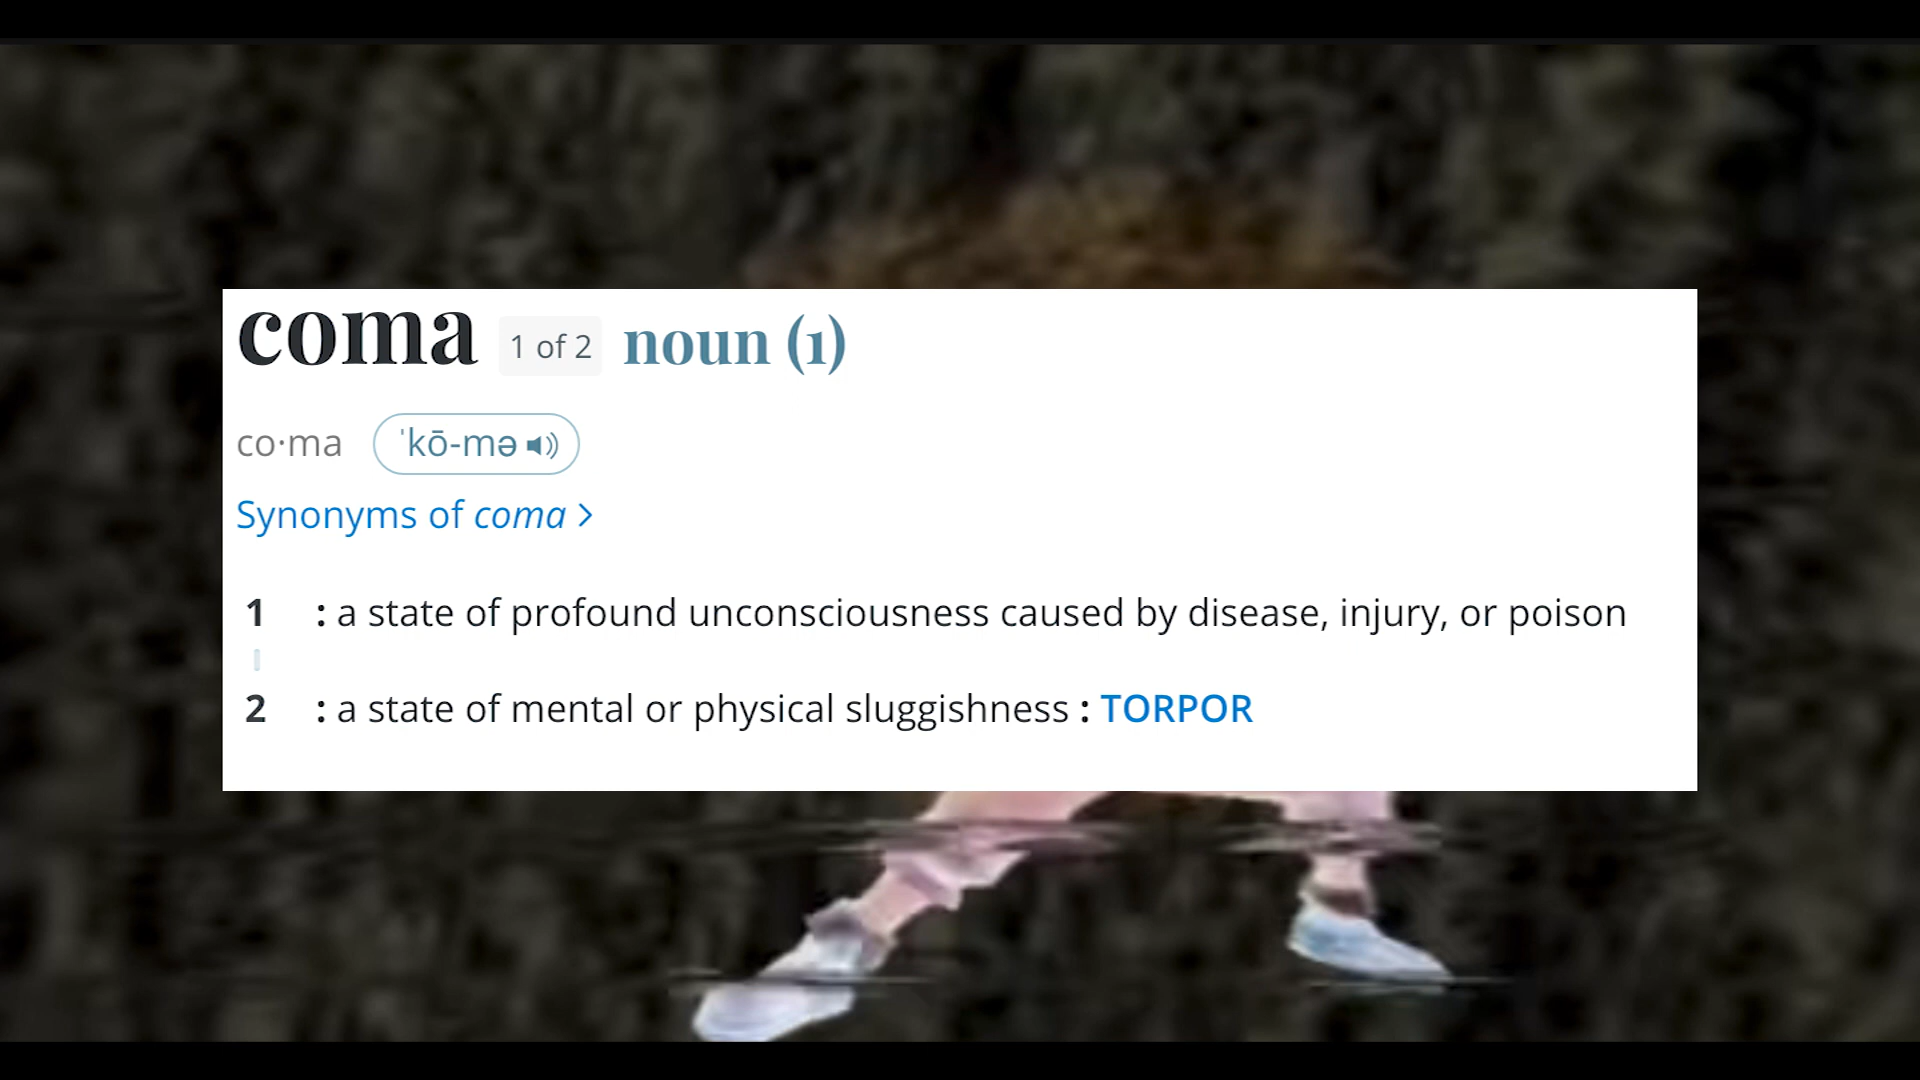 coma 1 of 2 noun (1)
co·ma ˈkō-mə
Synonyms of coma >
1 : a state of profound unconsciousness caused by disease, injury, or poison
2 : a state of mental or physical sluggishness : TORPOR